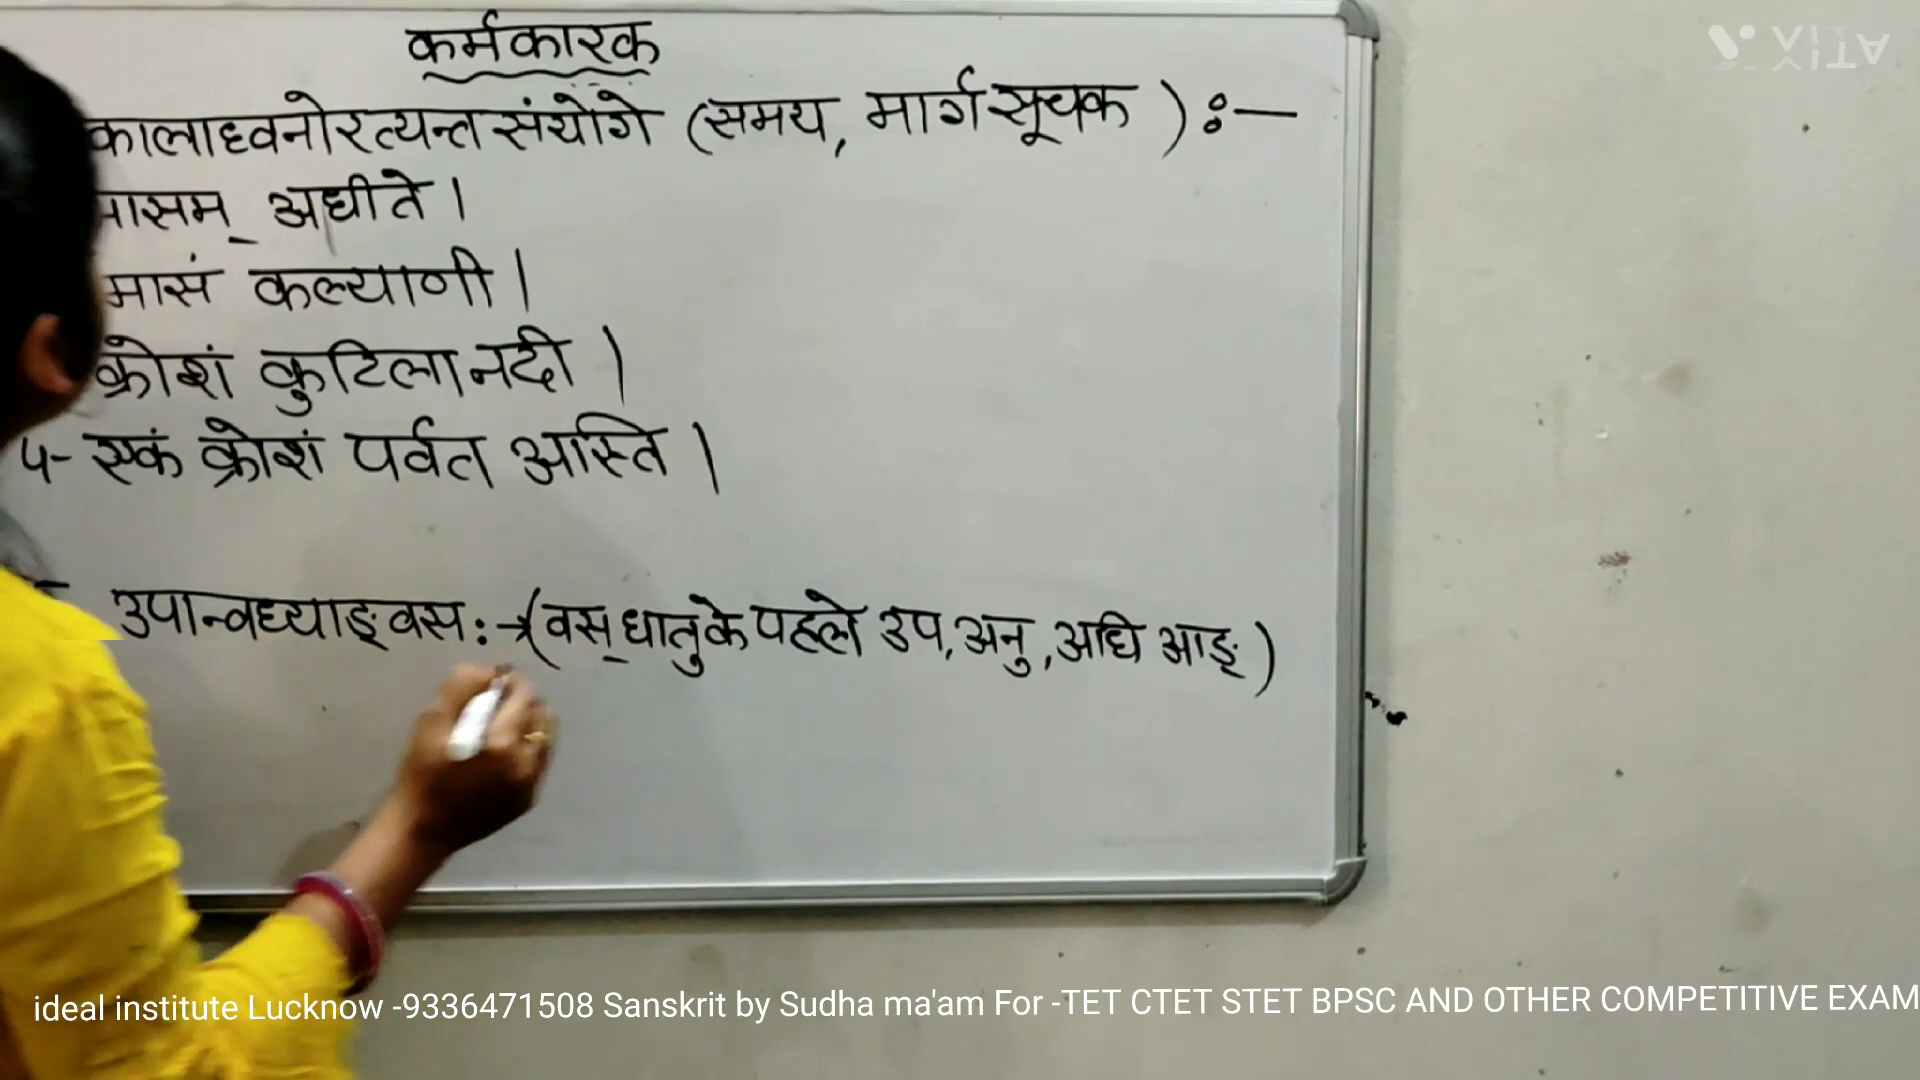 कर्मकारक
कालाध्वनोरत्यन्तसंयोगे (समय, मार्ग सूचक ) :—
मासम् अधीते।
मासं कल्याणी।
क्रोशं कुटिला नदी।
५- एकं क्रोशं पर्वत अस्ति।
उपान्वध्याङ्वसः→(वस् धातु के पहले उप, अनु, अधि आङ्)
ideal institute Lucknow -9336471508 Sanskrit by Sudha ma'am For -TET CTET STET BPSC AND OTHER COMPETITIVE EXAM